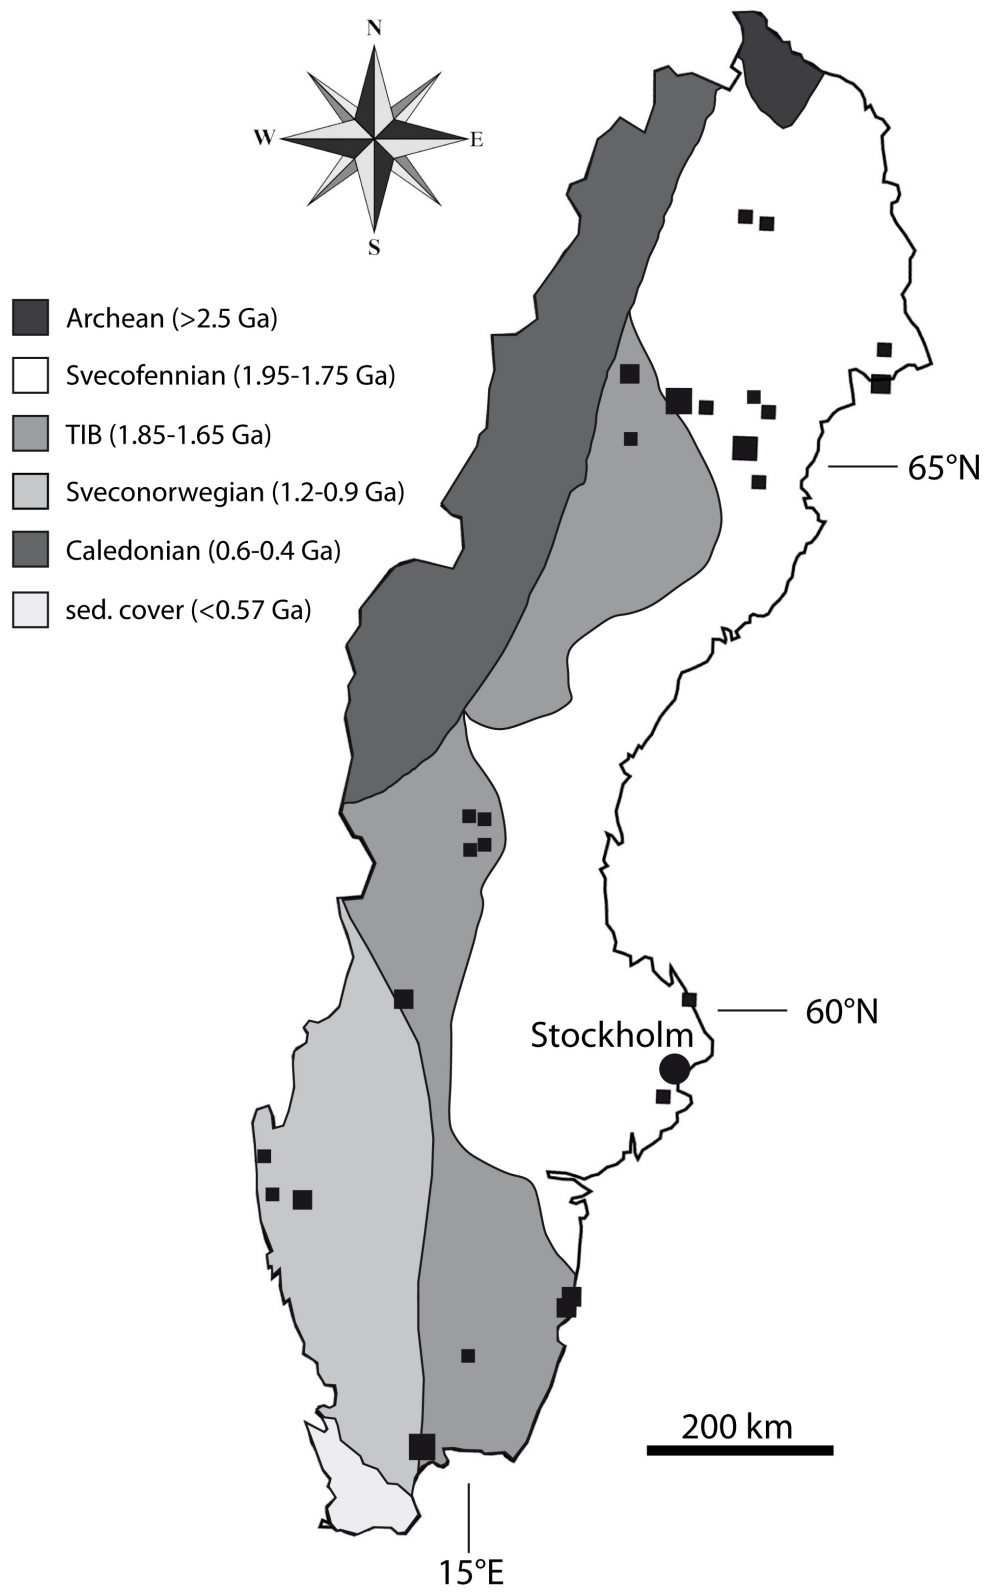 N
W
E
S
Archean (>2.5 Ga)
Svecofennian (1.95-1.75 Ga)
TIB (1.85-1.65 Ga)
Sveconorwegian (1.2-0.9 Ga)
Caledonian (0.6-0.4 Ga)
sed. cover (<0.57 Ga)
65°N
60°N
Stockholm
200 km
15°E